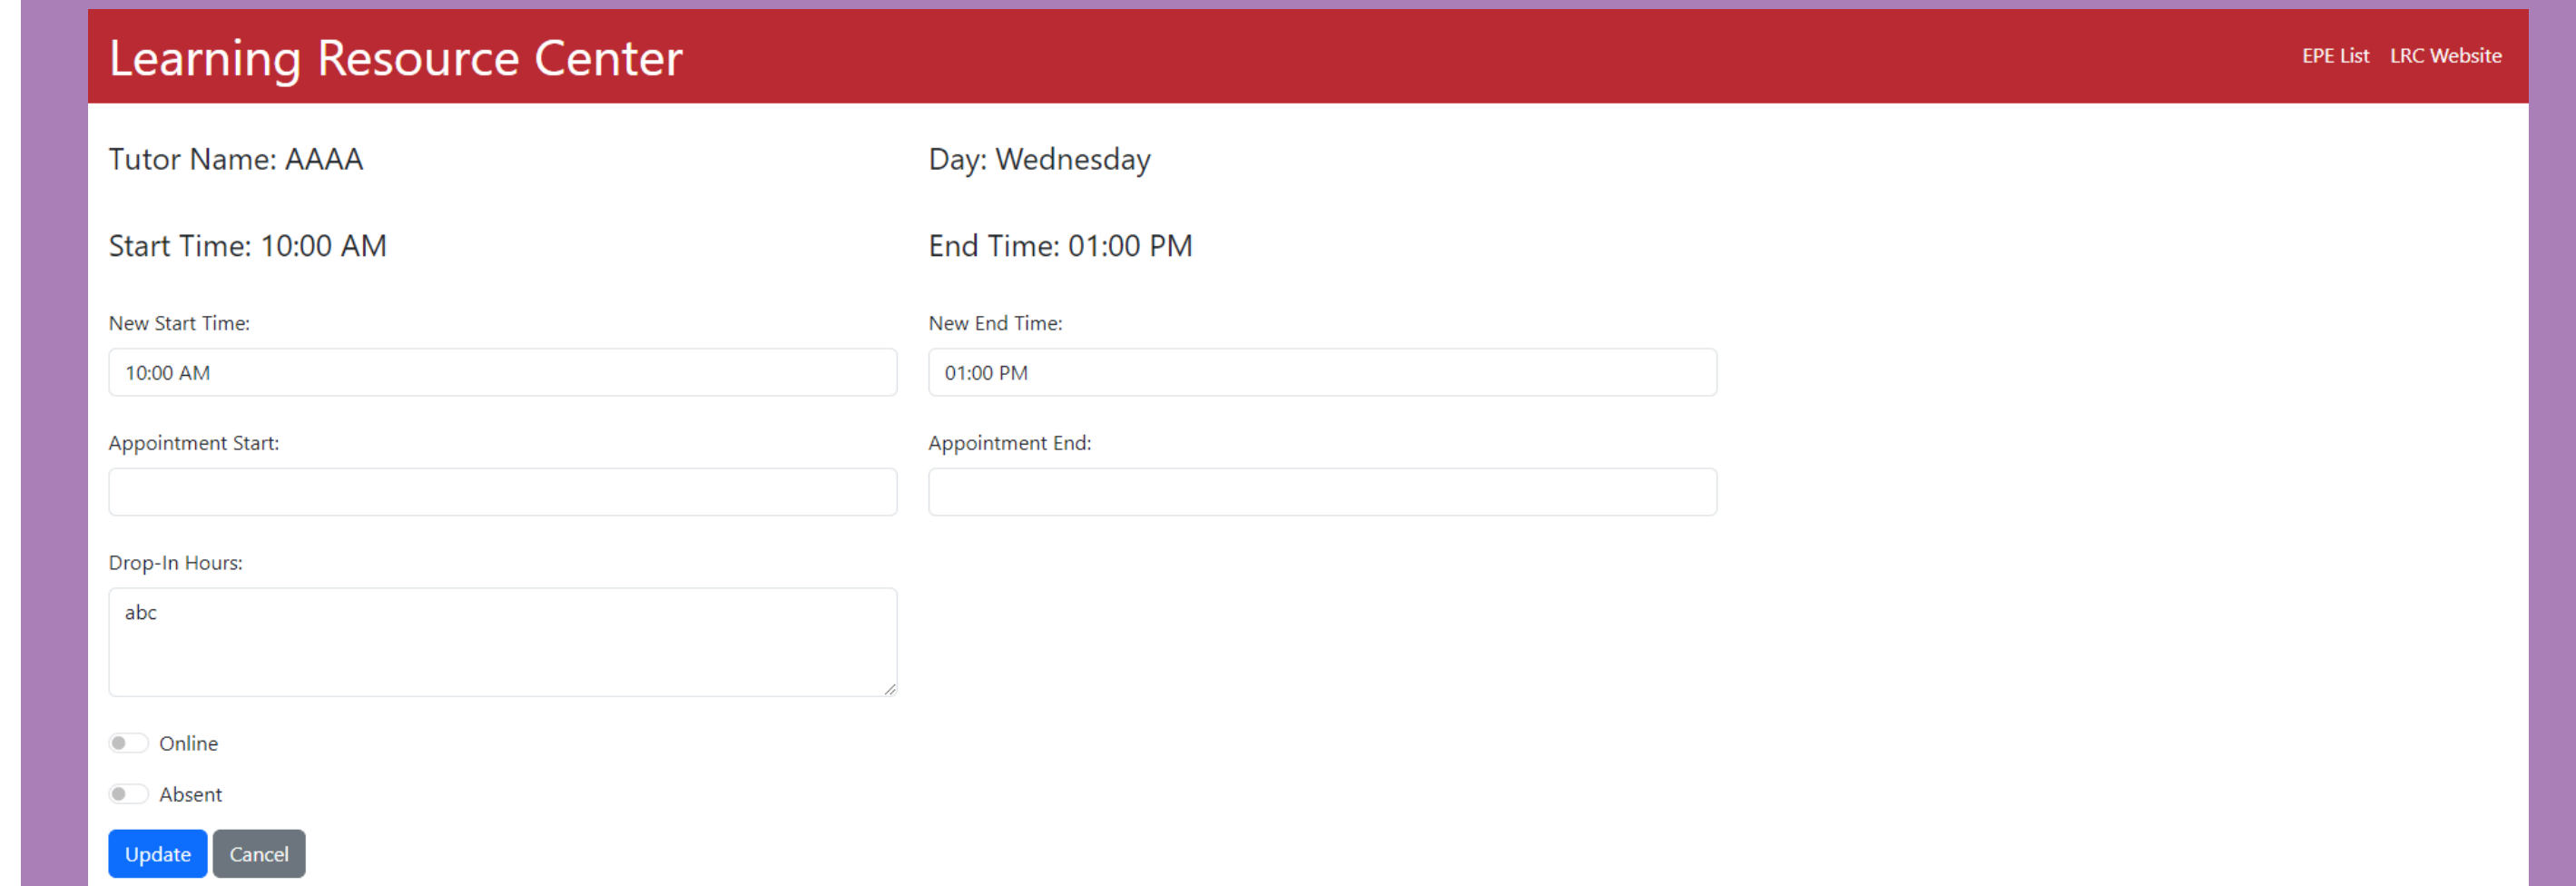 Learning Resource Center
EPE List LRC Website
Tutor Name: AAAA
Day: Wednesday
Start Time: 10:00 AM
End Time: 01:00 PM
New Start Time:
New End Time:
10:00 AM
01:00 PM
Appointment Start:
Appointment End:
Drop-In Hours:
abc
Online
Absent
Update Cancel